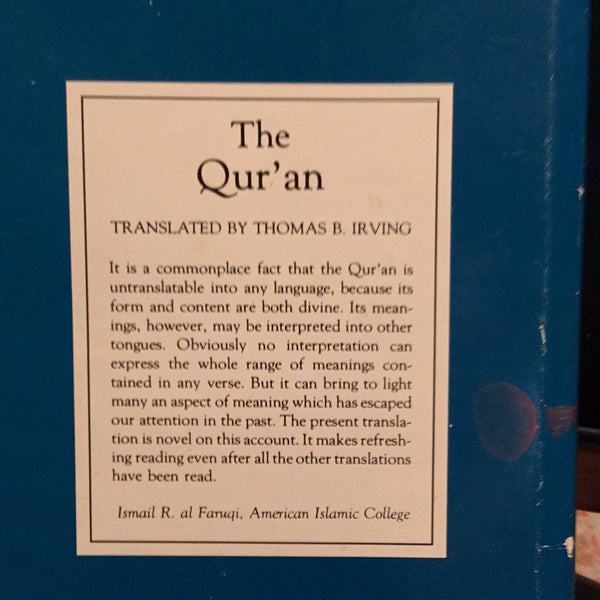 The
Qur'an
TRANSLATED BY THOMAS B. IRVING
It is a commonplace fact that the Qur'an is
untranslatable into any language, because its
form and content are both divine. Its mean-
ings, however, may be interpreted into other
tongues. Obviously no interpretation can
express the whole range of meanings con-
tained in any verse. But it can bring to light
many an aspect of meaning which has escaped
our attention in the past. The present transla-
tion is novel on this account. It makes refresh-
ing reading even after all the other translations
have been read.
Ismail R. al Faruqi, American Islamic College